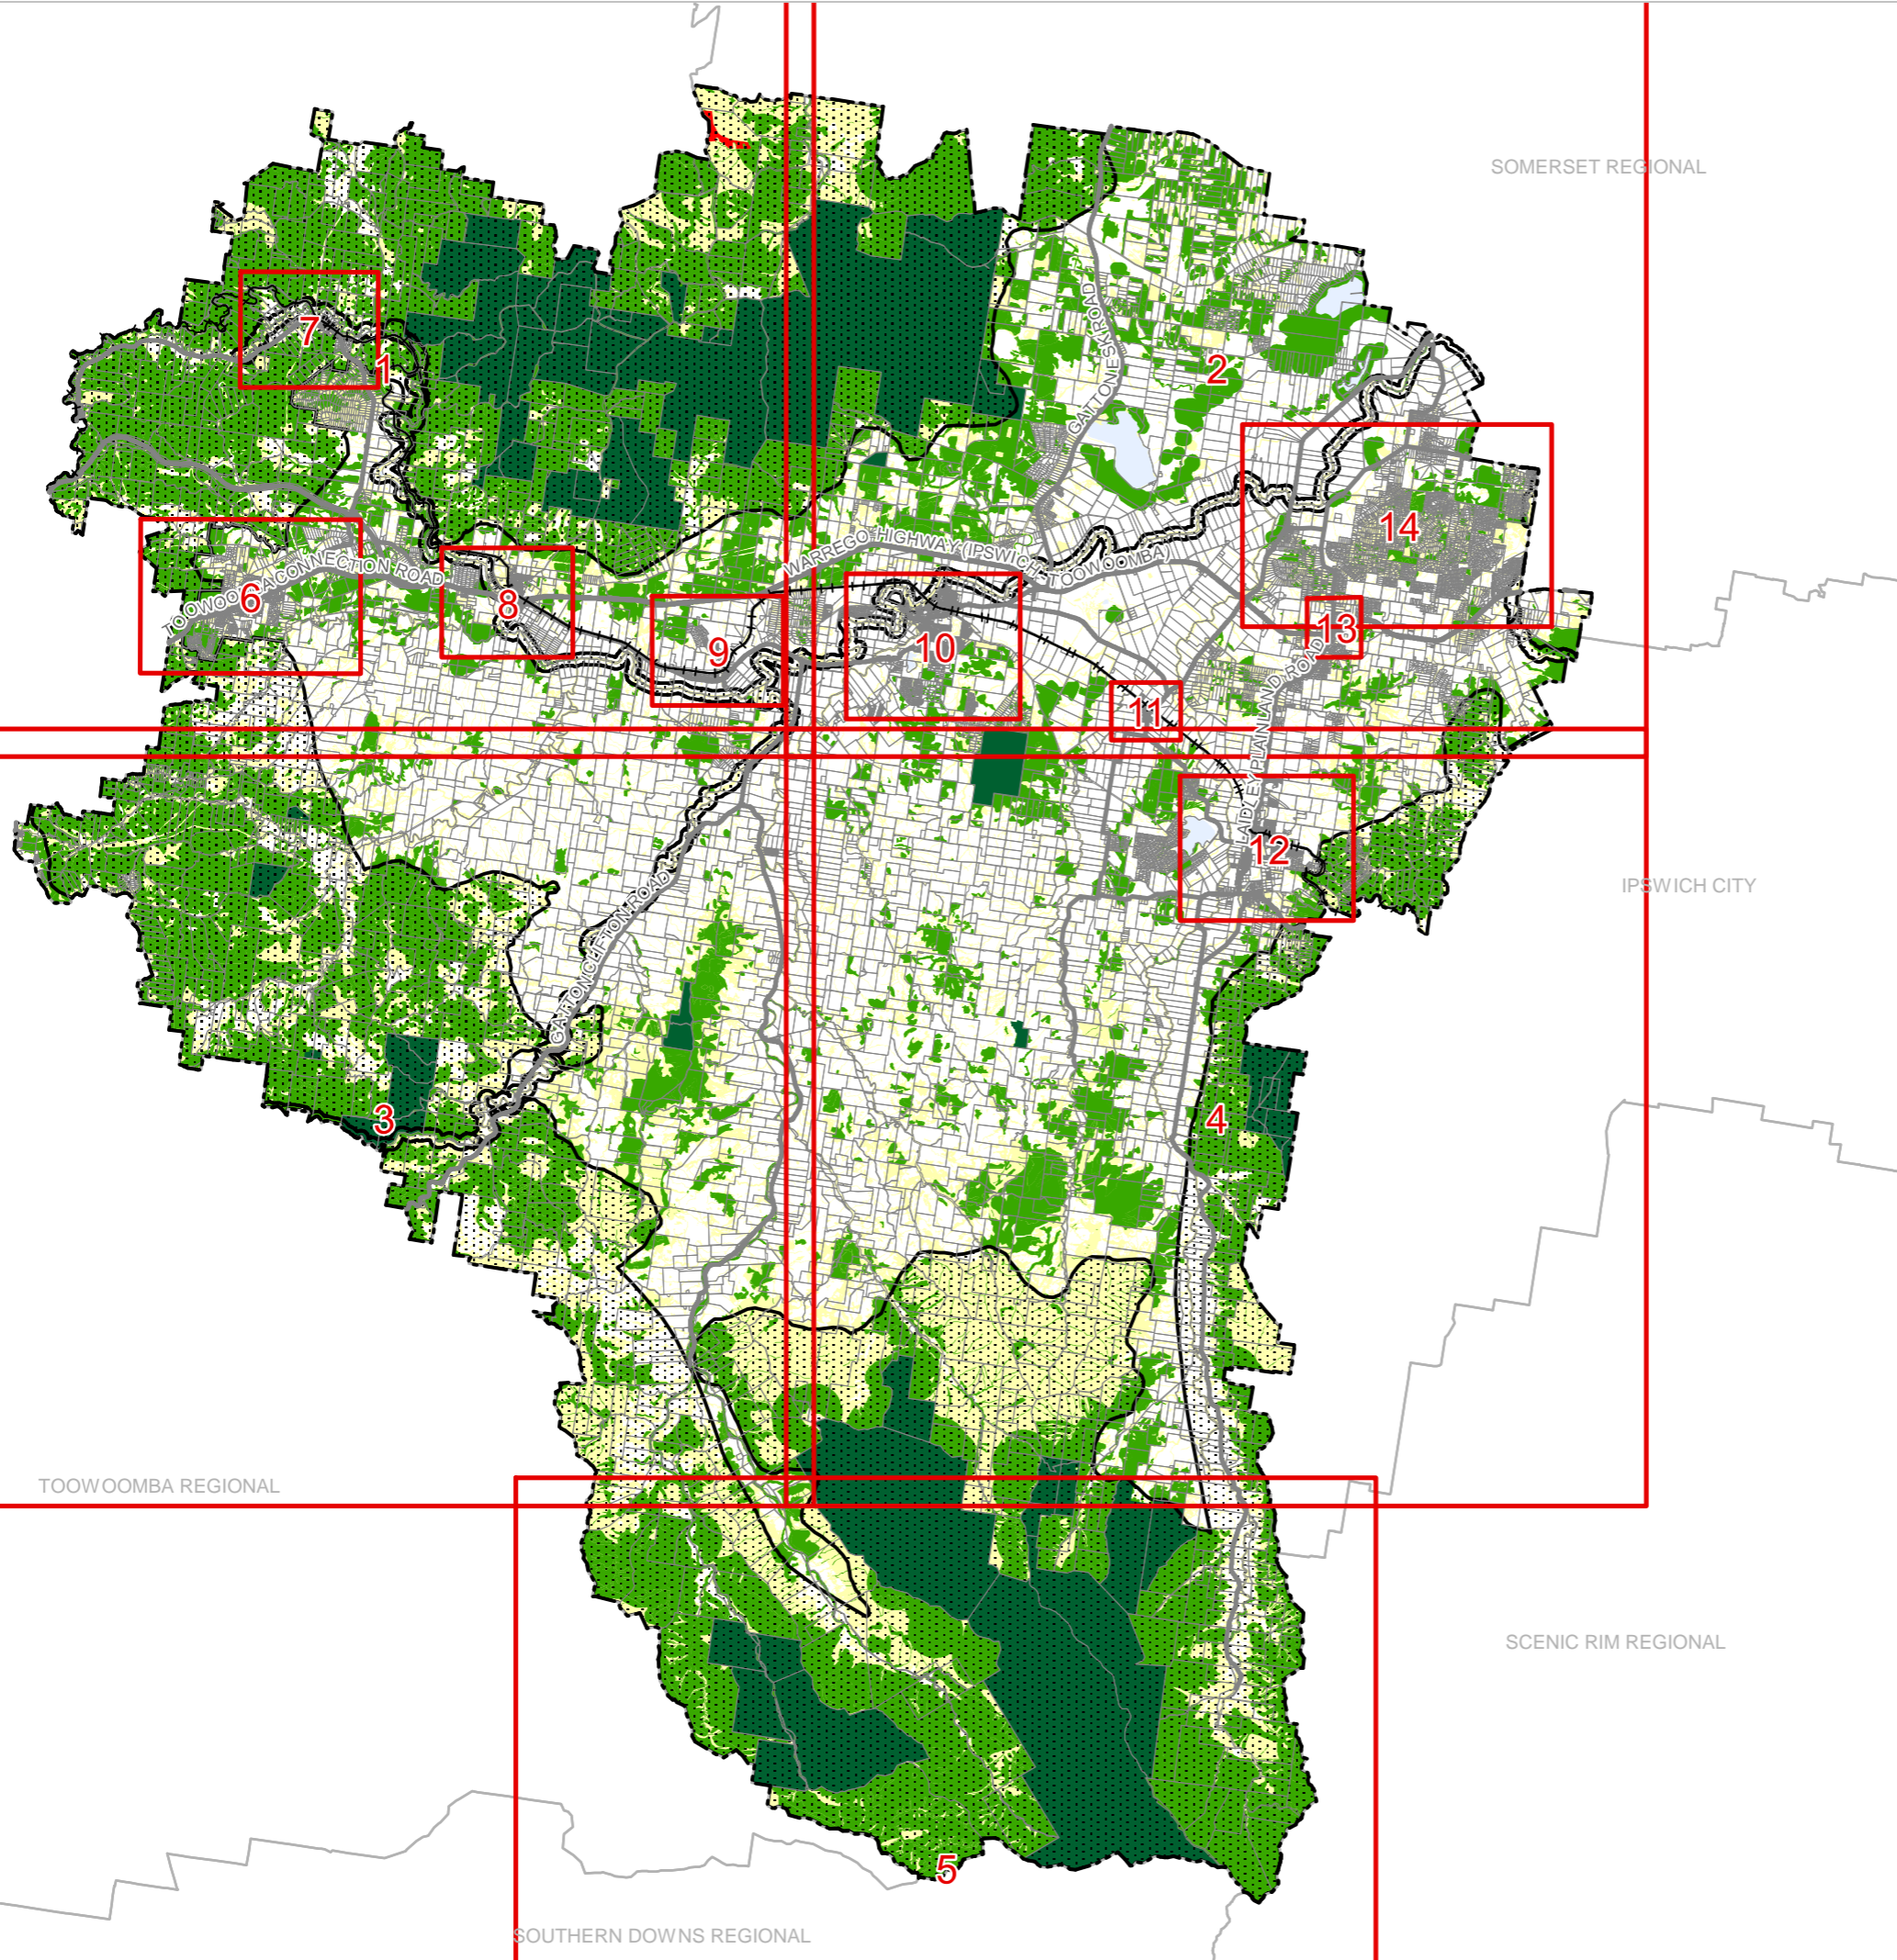 SOMERSET REGIONAL
7
1
2
GATTON ESK ROAD
14
WARREGO HIGHWAY (IPSWICH TOOWOOMBA)
TOOWOOMBA CONNECTION ROAD
6
8
9
10
13
11
LAIDLEY PLAINLAND ROAD
12
IPSWICH CITY
GATTON CLIFTON ROAD
3
4
TOOWOOMBA REGIONAL
SCENIC RIM REGIONAL
5
SOUTHERN DOWNS REGIONAL